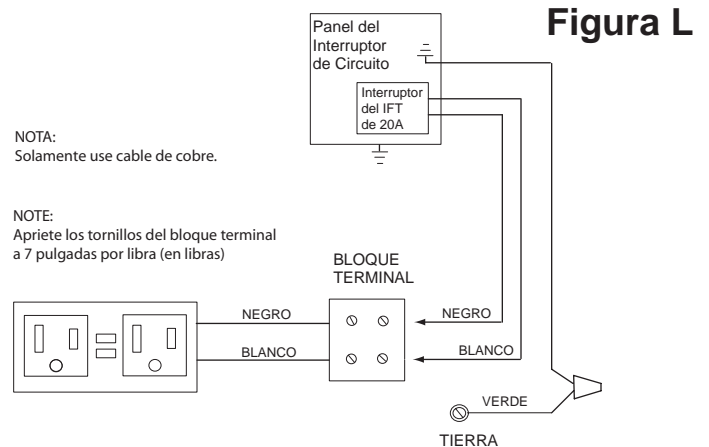 Figura L
Panel del
Interruptor
de Circuito
Interruptor
del IFT
de 20A
NOTA:
Solamente use cable de cobre.
NOTE:
Apriete los tornillos del bloque terminal
a 7 pulgadas por libra (en libras)
BLOQUE
TERMINAL
NEGRO
NEGRO
BLANCO
BLANCO
VERDE
TIERRA